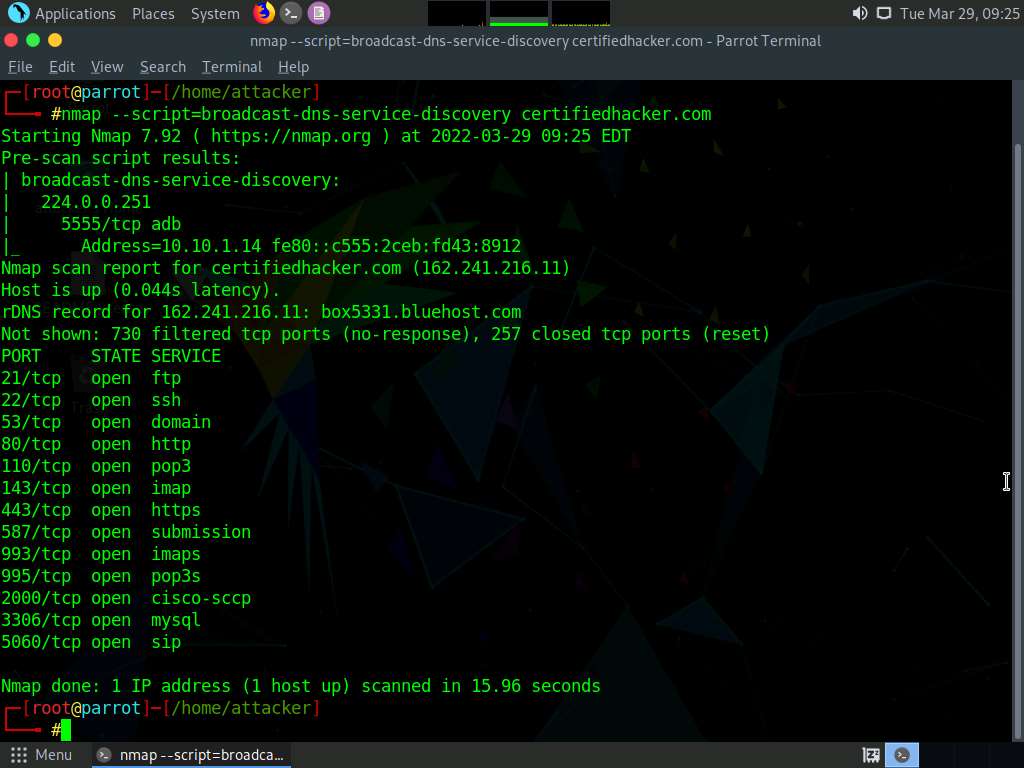 Applications Places System Tue Mar 29, 09:25
nmap --script=broadcast-dns-service-discovery certifiedhacker.com - Parrot Terminal
File Edit View Search Terminal Help
┌─[root@parrot]─[/home/attacker]
└──╼ #nmap --script=broadcast-dns-service-discovery certifiedhacker.com
Starting Nmap 7.92 ( https://nmap.org ) at 2022-03-29 09:25 EDT
Pre-scan script results:
| broadcast-dns-service-discovery:
|   224.0.0.251
|     5555/tcp adb
|_      Address=10.10.1.14 fe80::c555:2ceb:fd43:8912
Nmap scan report for certifiedhacker.com (162.241.216.11)
Host is up (0.044s latency).
rDNS record for 162.241.216.11: box5331.bluehost.com
Not shown: 730 filtered tcp ports (no-response), 257 closed tcp ports (reset)
PORT     STATE SERVICE
21/tcp   open  ftp
22/tcp   open  ssh
53/tcp   open  domain
80/tcp   open  http
110/tcp  open  pop3
143/tcp  open  imap
443/tcp  open  https
587/tcp  open  submission
993/tcp  open  imaps
995/tcp  open  pop3s
2000/tcp open  cisco-sccp
3306/tcp open  mysql
5060/tcp open  sip
Nmap done: 1 IP address (1 host up) scanned in 15.96 seconds
┌─[root@parrot]─[/home/attacker]
└──╼ #
Menu nmap --script=broadca...